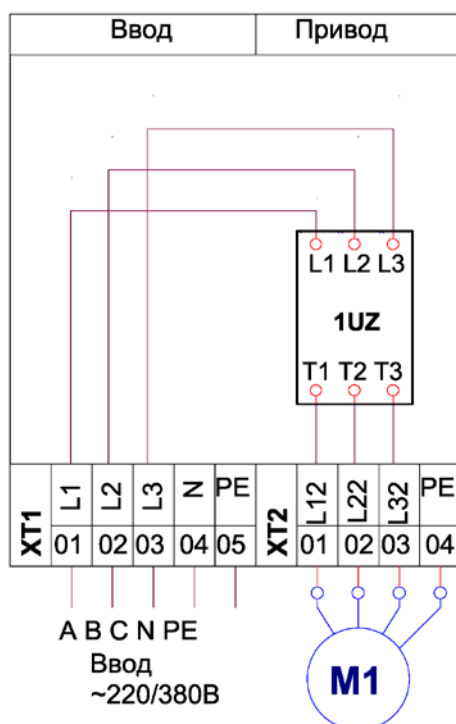 Ввод Привод
L1 L2 L3
1UZ
T1 T2 T3
XT1 L1 L2 L3 N PE XT2 L12 L22 L32 PE
01 02 03 04 05 01 02 03 04
A B C N PE
Ввод
~220/380В
M1